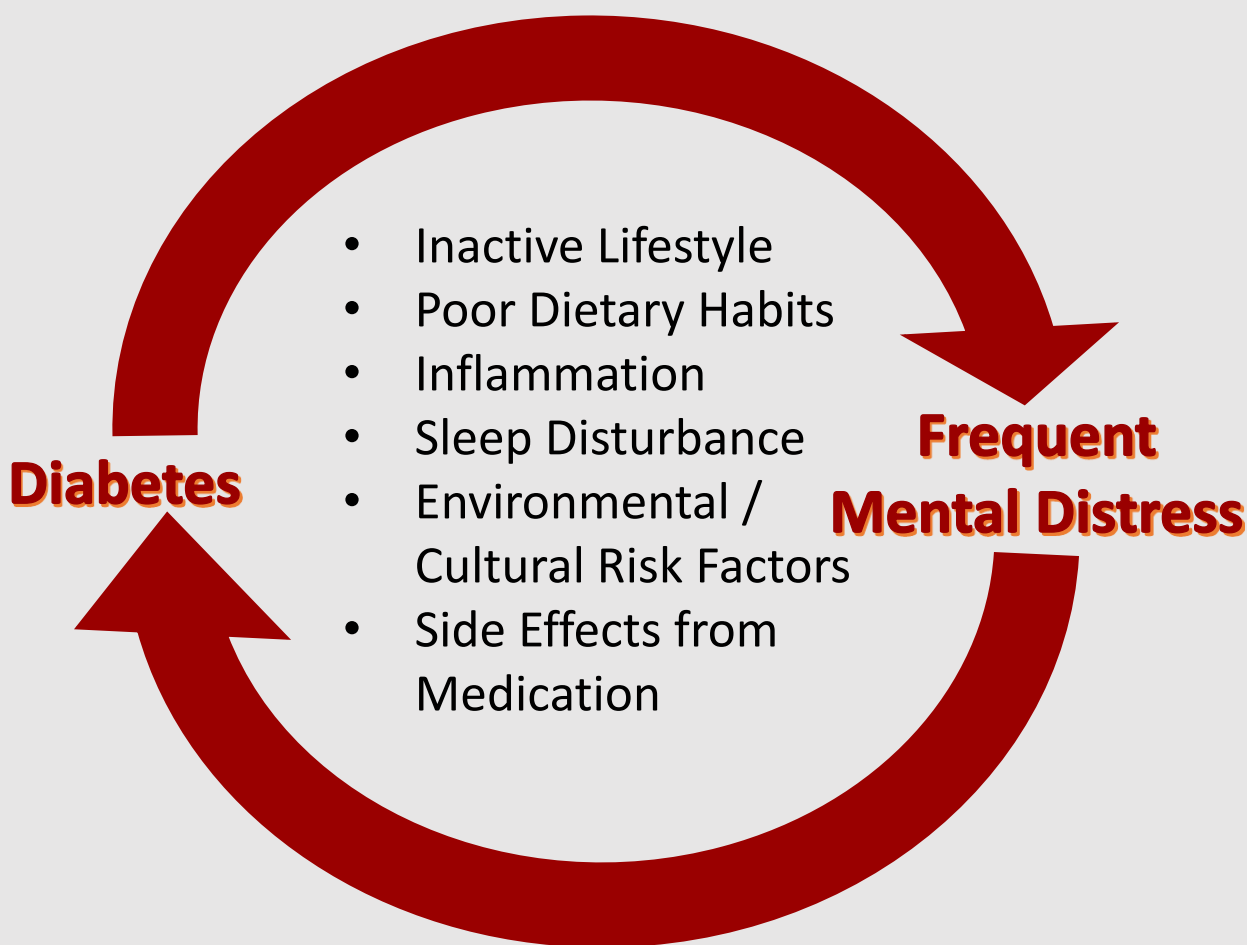 • Inactive Lifestyle
• Poor Dietary Habits
• Inflammation
• Sleep Disturbance
• Environmental /
Cultural Risk Factors
• Side Effects from
Medication
Diabetes
Frequent
Mental Distress